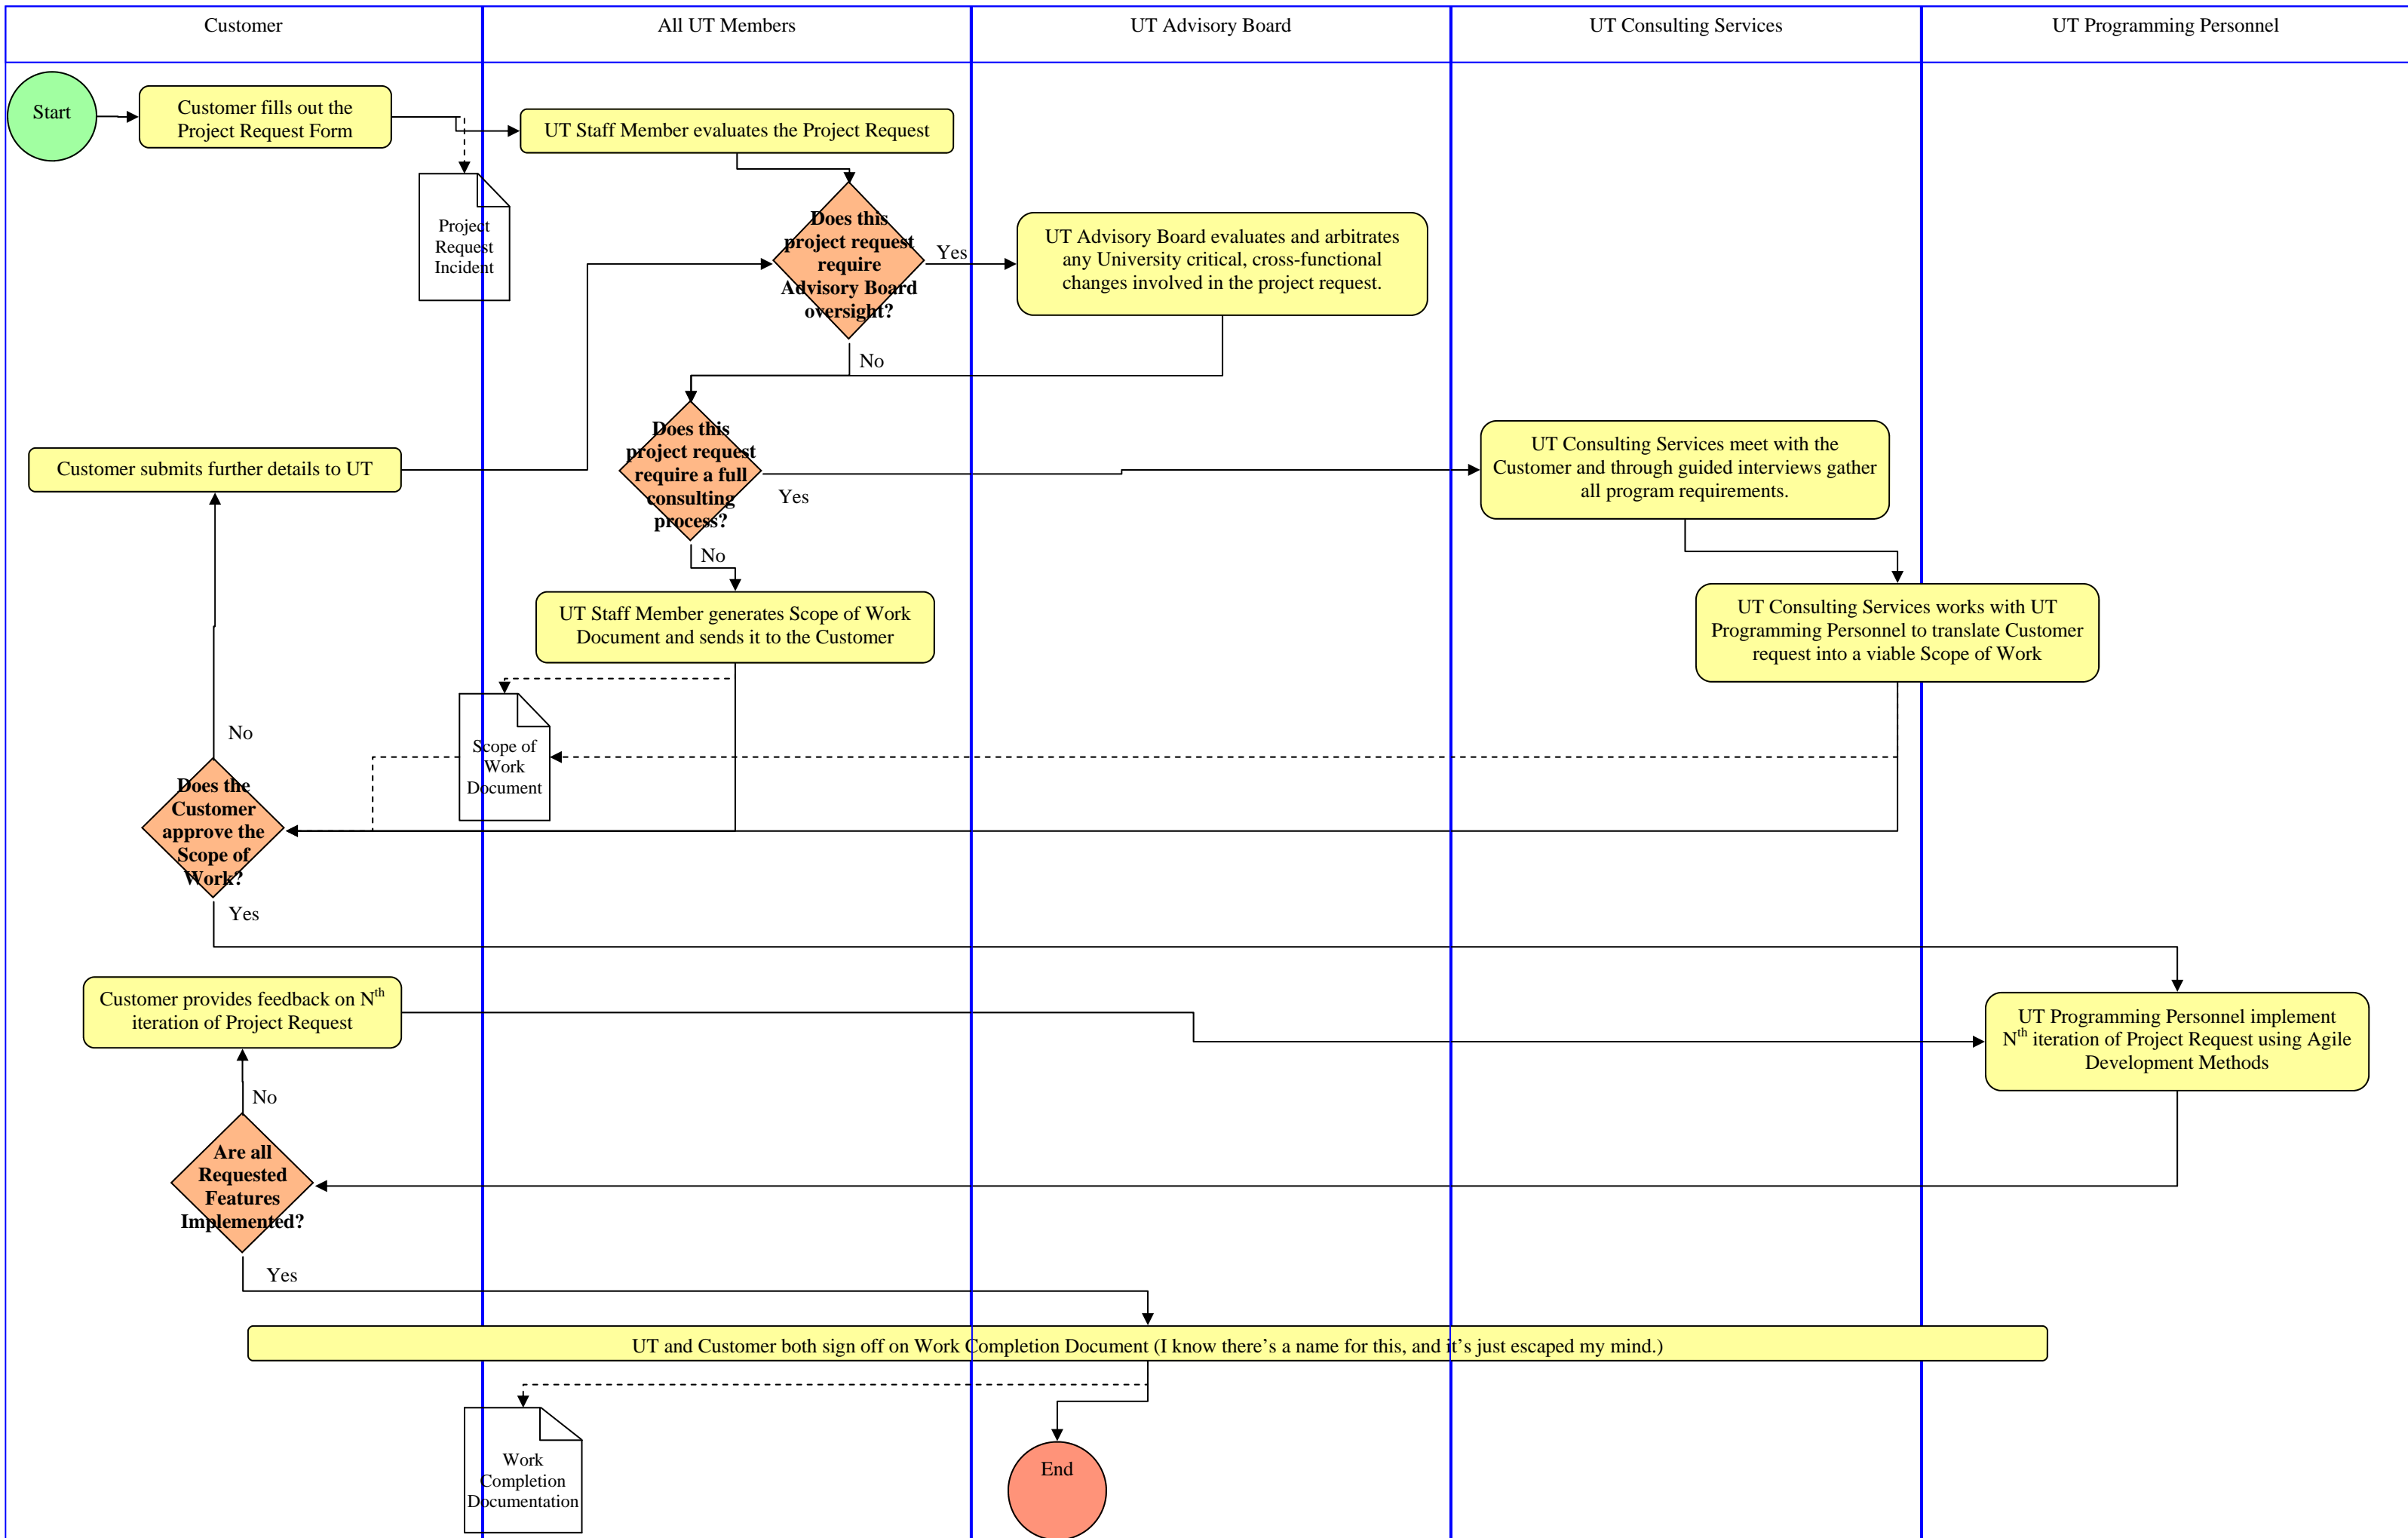 Customer
All UT Members
UT Advisory Board
UT Consulting Services
UT Programming Personnel
Start
Customer fills out the
Project Request Form
UT Staff Member evaluates the Project Request
Project
Request
Incident
Does this
project request
require
Advisory Board
oversight?
Yes
No
UT Advisory Board evaluates and arbitrates
any University critical, cross-functional
changes involved in the project request.
Customer submits further details to UT
Does this
project request
require a full
consulting
process?
Yes
No
UT Consulting Services meet with the
Customer and through guided interviews gather
all program requirements.
UT Staff Member generates Scope of Work
Document and sends it to the Customer
UT Consulting Services works with UT
Programming Personnel to translate Customer
request into a viable Scope of Work
Scope of
Work
Document
No
Does the
Customer
approve the
Scope of
Work?
Yes
Customer provides feedback on Nth
iteration of Project Request
UT Programming Personnel implement
Nth iteration of Project Request using Agile
Development Methods
No
Are all
Requested
Features
Implemented?
Yes
UT and Customer both sign off on Work Completion Document (I know there’s a name for this, and it’s just escaped my mind.)
Work
Completion
Documentation
End